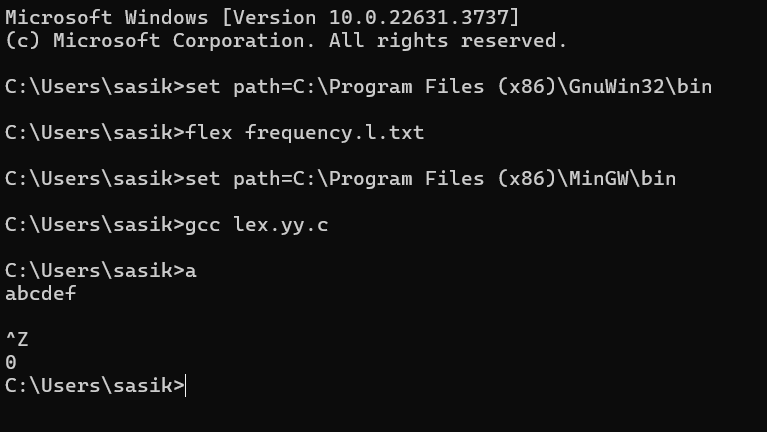 Microsoft Windows [Version 10.0.22631.3737]
(c) Microsoft Corporation. All rights reserved.
C:\Users\sasik>set path=C:\Program Files (x86)\GnuWin32\bin
C:\Users\sasik>flex frequency.l.txt
C:\Users\sasik>set path=C:\Program Files (x86)\MinGW\bin
C:\Users\sasik>gcc lex.yy.c
C:\Users\sasik>a
abcdef
^Z
0
C:\Users\sasik>